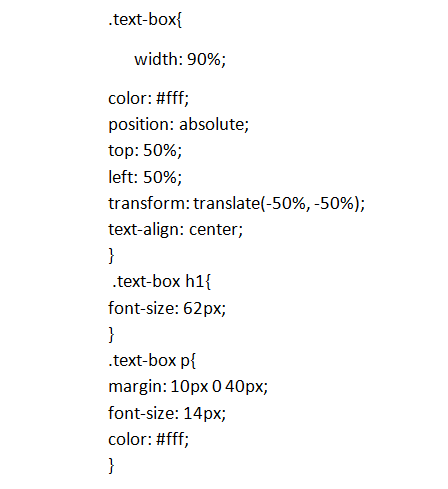 .text-box{
width: 90%;
color: #fff;
position: absolute;
top: 50%;
left: 50%;
transform: translate(-50%, -50%);
text-align: center;
}
.text-box h1{
font-size: 62px;
}
.text-box p{
margin: 10px 0 40px;
font-size: 14px;
color: #fff;
}